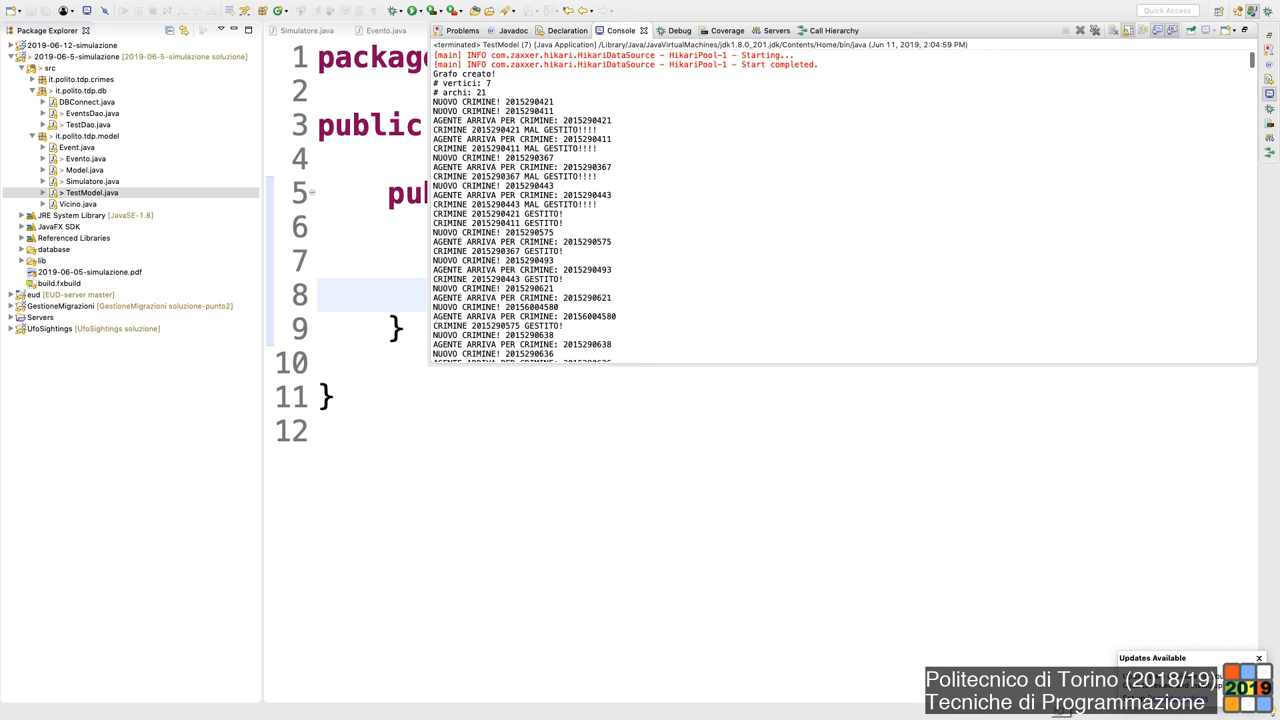 Quick Access
Package Explorer
2019-06-12-simulazione
> 2019-06-5-simulazione [2019-06-6-simulazione soluzione]
> src
it.polito.tdp.crimes
> it.polito.tdp.db
DBConnect.java
> EventsDao.java
> TestDao.java
> it.polito.tdp.model
Event.java
> Evento.java
> Model.java
> Simulatore.java
> TestModel.java
Vicino.java
JRE System Library [JavaSE-1.8]
JavaFX SDK
Referenced Libraries
database
lib
2019-06-05-simulazione.pdf
build.fxbuild
eud [EUD-server master]
GestioneMigrazioni [GestioneMigrazioni soluzione-punto2]
Servers
UfoSightings [UfoSightings soluzione]
Simulatore.java
Evento.java
1 package
2
3 public
4
5 pub
6
7
8
9 }
10
11 }
12
Problems
Javadoc
Declaration
Console
Debug
Coverage
Servers
Call Hierarchy
<terminated> TestModel (7) [Java Application] /Library/Java/JavaVirtualMachines/jdk1.8.0_201.jdk/Contents/Home/bin/java (Jun 11, 2019, 2:04:59 PM)
[main] INFO com.zaxxer.hikari.HikariDataSource - HikariPool-1 - Starting...
[main] INFO com.zaxxer.hikari.HikariDataSource - HikariPool-1 - Start completed.
Grafo creato!
# vertici: 7
# archi: 21
NUOVO CRIMINE! 2015290421
NUOVO CRIMINE! 2015290411
AGENTE ARRIVA PER CRIMINE: 2015290421
CRIMINE 2015290421 MAL GESTITO!!!!
AGENTE ARRIVA PER CRIMINE: 2015290411
CRIMINE 2015290411 MAL GESTITO!!!!
NUOVO CRIMINE! 2015290367
AGENTE ARRIVA PER CRIMINE: 2015290367
CRIMINE 2015290367 MAL GESTITO!!!!
NUOVO CRIMINE! 2015290443
AGENTE ARRIVA PER CRIMINE: 2015290443
CRIMINE 2015290443 MAL GESTITO!!!!
CRIMINE 2015290421 GESTITO!
CRIMINE 2015290411 GESTITO!
NUOVO CRIMINE! 2015290575
AGENTE ARRIVA PER CRIMINE: 2015290575
CRIMINE 2015290367 GESTITO!
NUOVO CRIMINE! 2015290493
AGENTE ARRIVA PER CRIMINE: 2015290493
CRIMINE 2015290443 GESTITO!
NUOVO CRIMINE! 2015290621
AGENTE ARRIVA PER CRIMINE: 2015290621
NUOVO CRIMINE! 20156004580
AGENTE ARRIVA PER CRIMINE: 20156004580
CRIMINE 2015290575 GESTITO!
NUOVO CRIMINE! 2015290638
AGENTE ARRIVA PER CRIMINE: 2015290638
NUOVO CRIMINE! 2015290636
Updates Available
Politecnico di Torino (2018/19)
Tecniche di Programmazione
2019